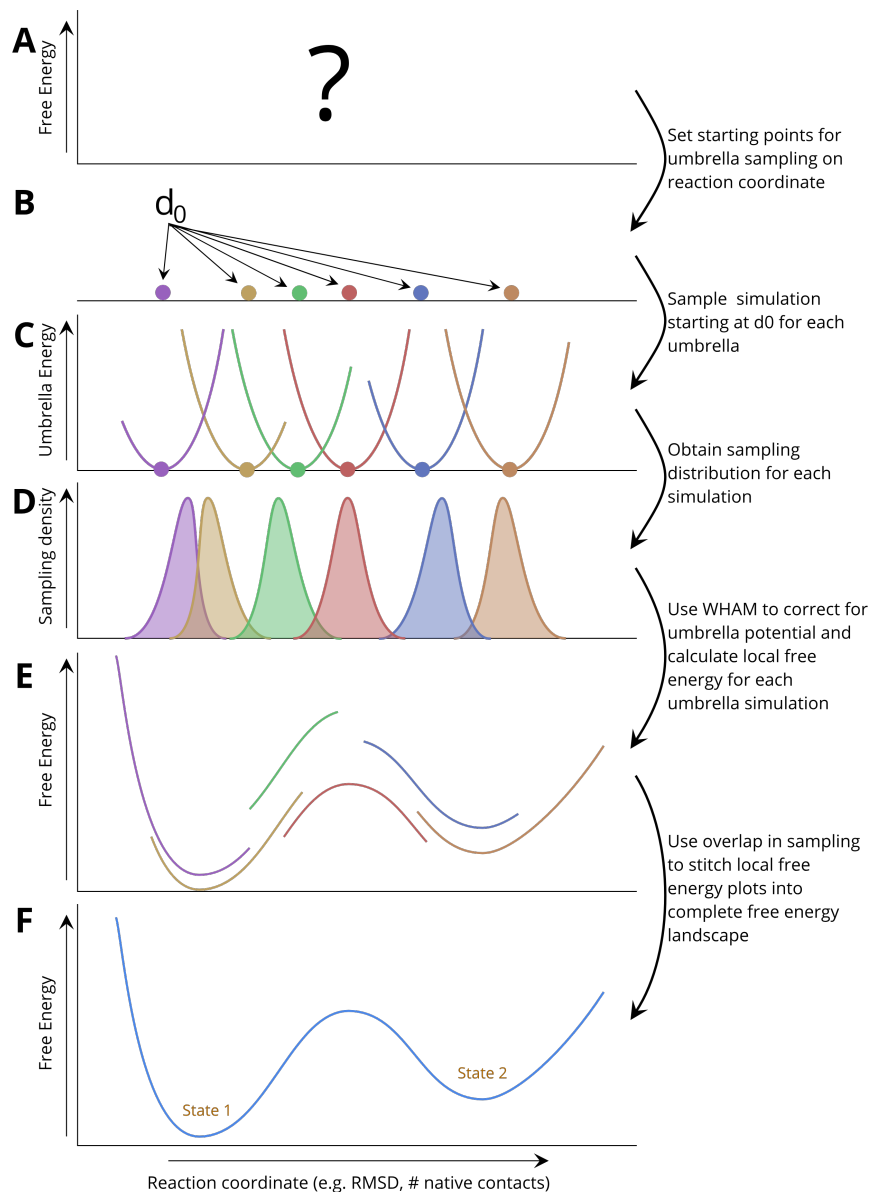 A
Free Energy
?
Set starting points for
umbrella sampling on
reaction coordinate
B
d0
Sample simulation
starting at d0 for each
umbrella
C
Umbrella Energy
Obtain sampling
distribution for each
simulation
D
Sampling density
Use WHAM to correct for
umbrella potential and
calculate local free
energy for each
umbrella simulation
E
Free Energy
Use overlap in sampling
to stitch local free
energy plots into
complete free energy
landscape
F
Free Energy
State 1
State 2
Reaction coordinate (e.g. RMSD, # native contacts)